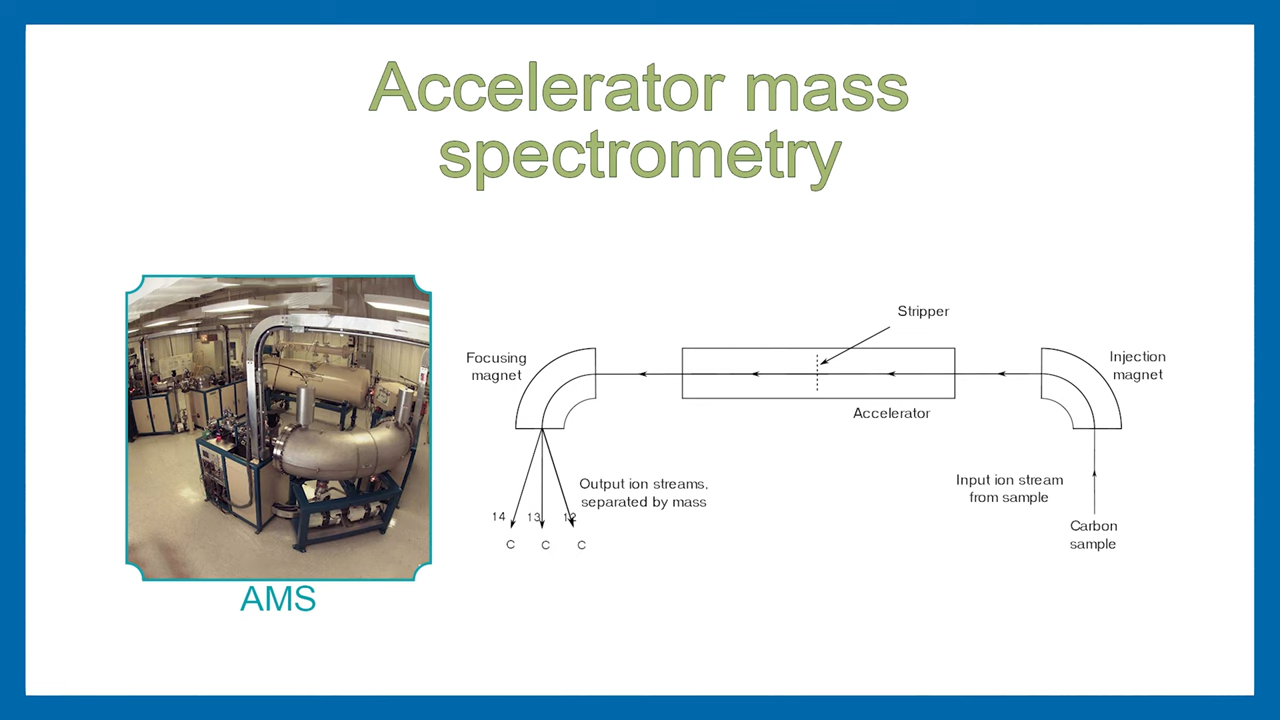 Accelerator mass
spectrometry
AMS
Stripper
Focusing
magnet
Injection
magnet
Accelerator
Output ion streams,
separated by mass
Input ion stream
from sample
14 13 12
C C C
Carbon
sample